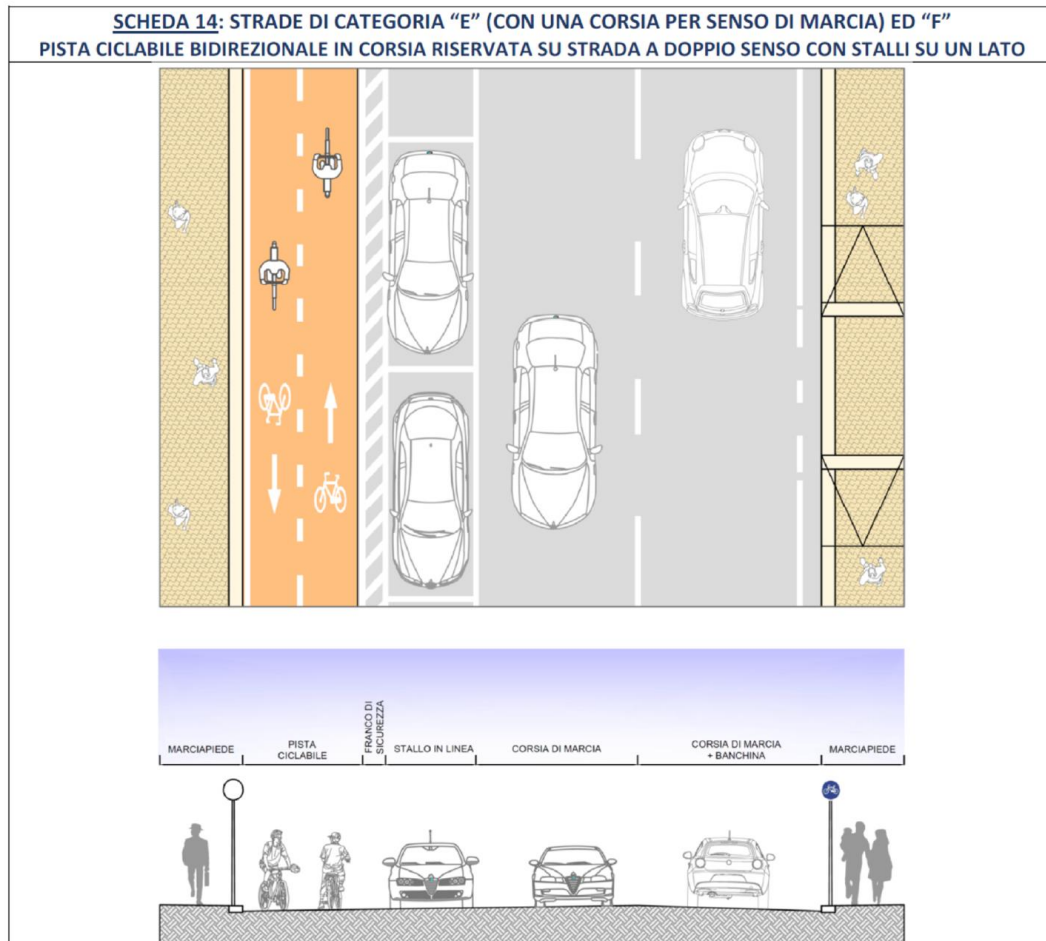 SCHEDA 14: STRADE DI CATEGORIA “E” (CON UNA CORSIA PER SENSO DI MARCIA) ED “F”
PISTA CICLABILE BIDIREZIONALE IN CORSIA RISERVATA SU STRADA A DOPPIO SENSO CON STALLI SU UN LATO
MARCIAPIEDE
PISTA
CICLABILE
FRANCO DI
SICUREZZA
STALLO IN LINEA
CORSIA DI MARCIA
CORSIA DI MARCIA
+ BANCHINA
MARCIAPIEDE